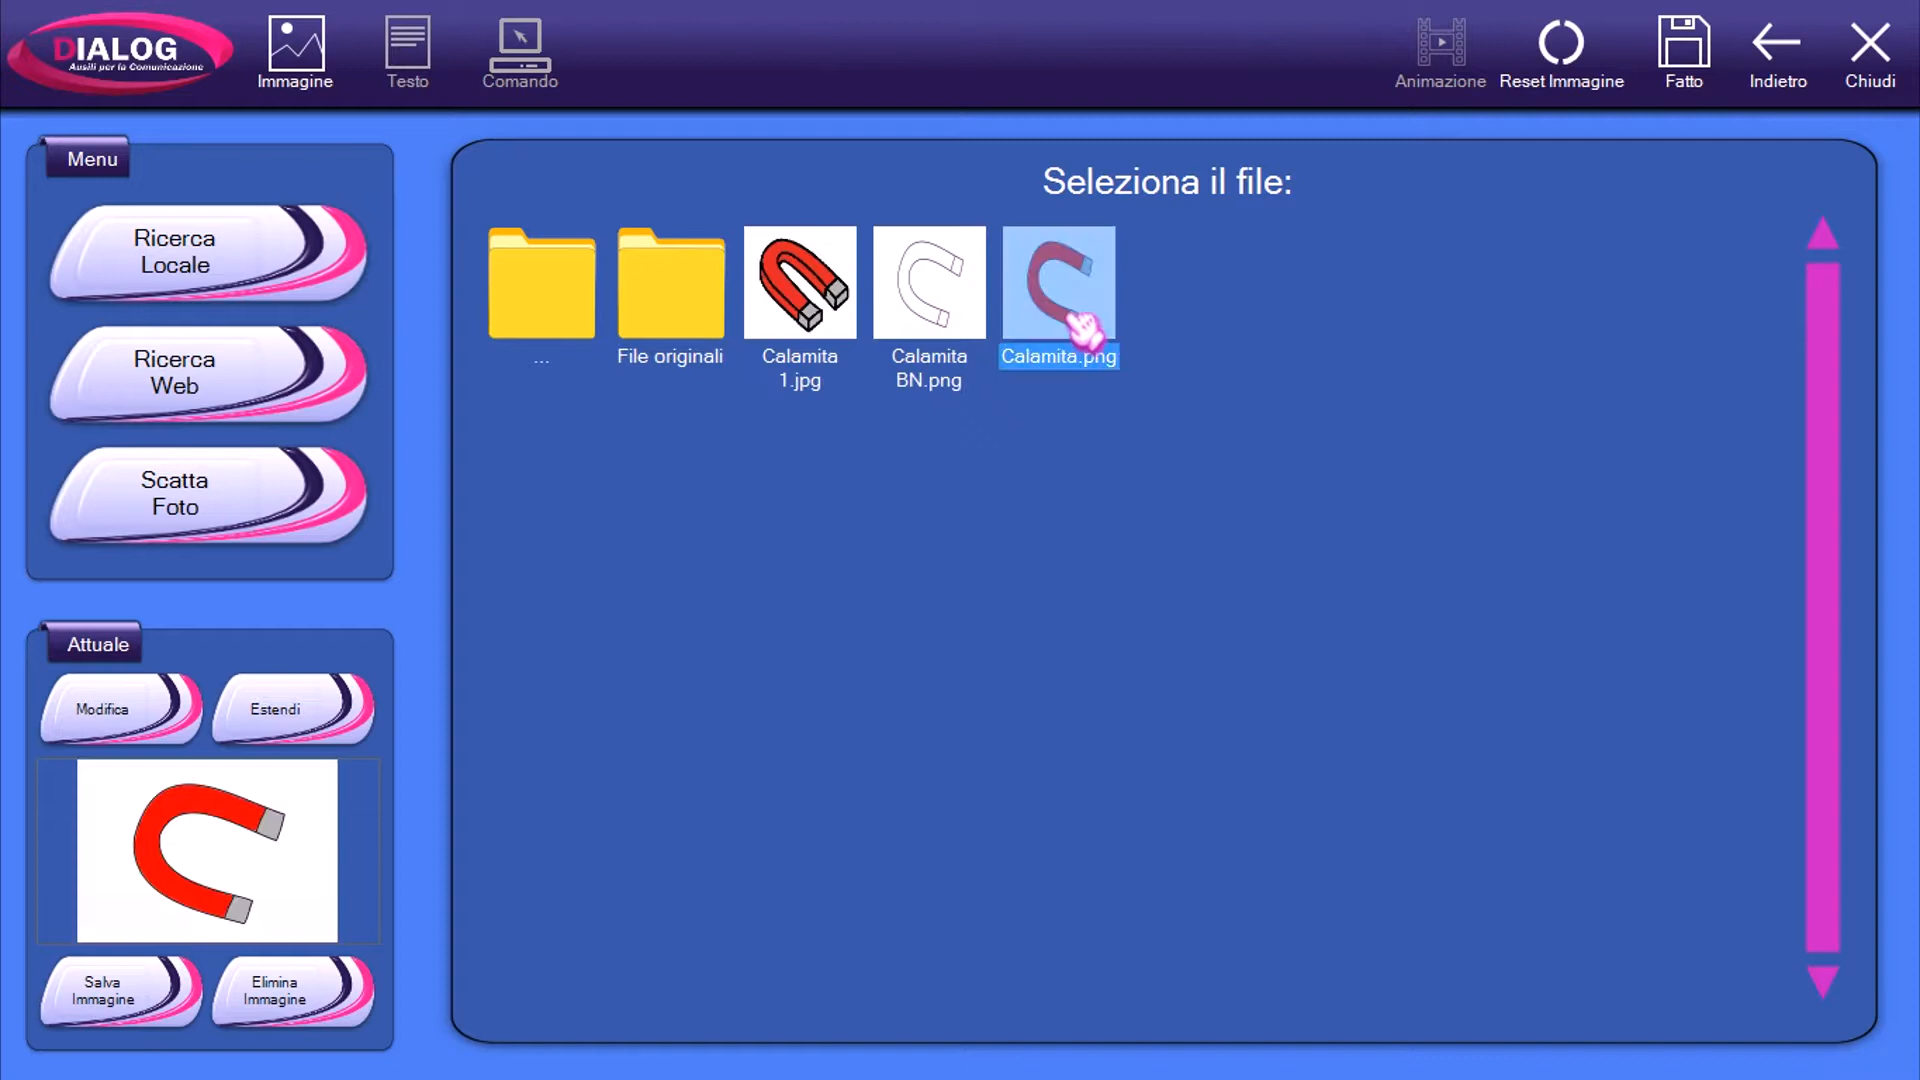 DIALOG
Ausili per la Comunicazione
Immagine
Testo
Comando
Animazione
Reset Immagine
Fatto
Indietro
Chiudi
Menu
Ricerca
Locale
Ricerca
Web
Scatta
Foto
Seleziona il file:
...
File originali
Calamita
1.jpg
Calamita
BN.png
Calamita.png
Attuale
Modifica
Estendi
Salva
Immagine
Elimina
Immagine